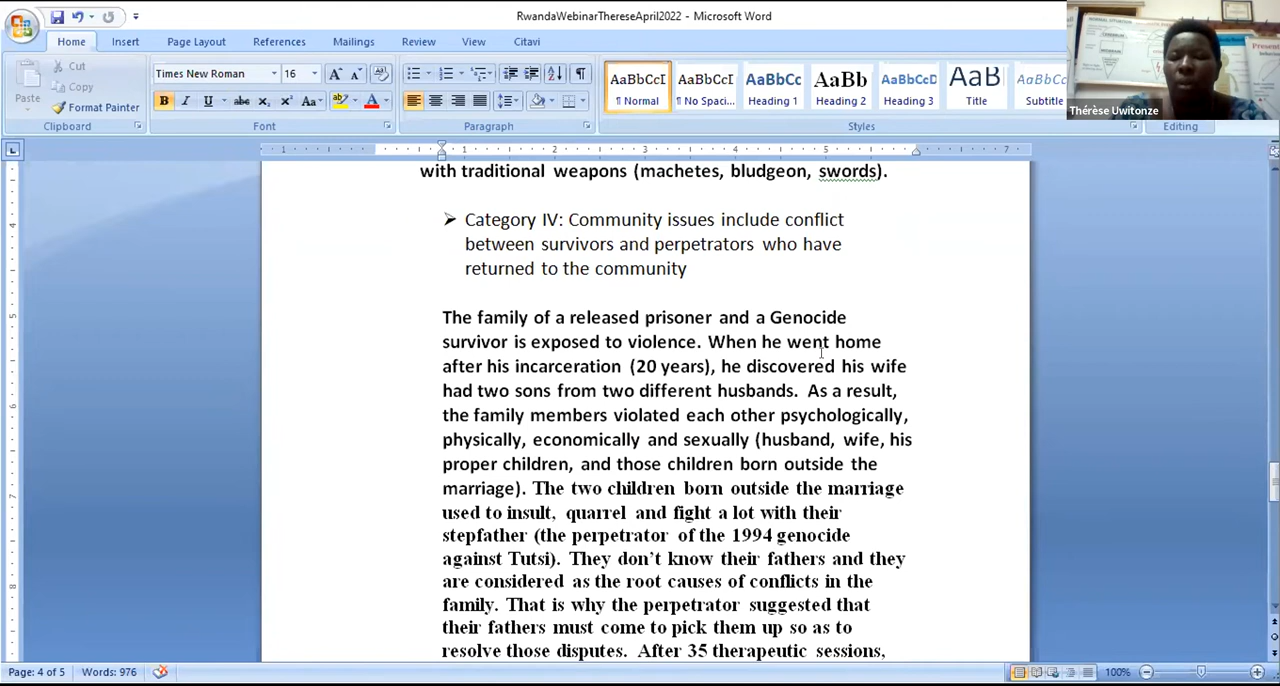 RwandaWebinarThereseApril2022 - Microsoft Word
Home Insert Page Layout References Mailings Review View Citavi
Paste
Cut
Copy
Format Painter
Clipboard
Times New Roman 16
Font
Paragraph
AaBbCcI AaBbCcI AaBbCc AaBb AaBbCcI AaB AaBbCcI
¶ Normal ¶ No Spaci... Heading 1 Heading 2 Heading 3 Title Subtitle
Styles
Editing
Thérèse Uwitonze
with traditional weapons (machetes, bludgeon, swords).
➢ Category IV: Community issues include conflict
between survivors and perpetrators who have
returned to the community
The family of a released prisoner and a Genocide
survivor is exposed to violence. When he went home
after his incarceration (20 years), he discovered his wife
had two sons from two different husbands. As a result,
the family members violated each other psychologically,
physically, economically and sexually (husband, wife, his
proper children, and those children born outside the
marriage). The two children born outside the marriage
used to insult, quarrel and fight a lot with their
stepfather (the perpetrator of the 1994 genocide
against Tutsi). They don’t know their fathers and they
are considered as the root causes of conflicts in the
family. That is why the perpetrator suggested that
their fathers must come to pick them up so as to
resolve those disputes. After 35 therapeutic sessions,
Page: 4 of 5 Words: 976 100%